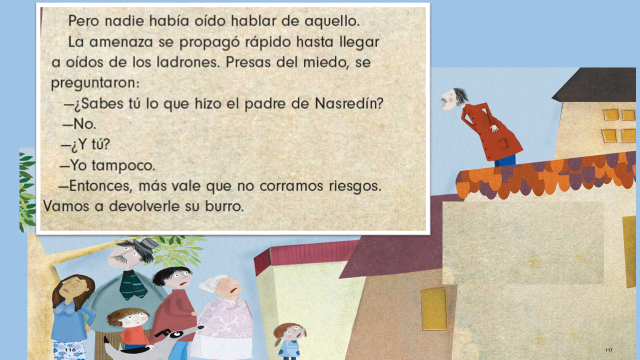 Pero nadie había oído hablar de aquello.
La amenaza se propagó rápido hasta llegar
a oídos de los ladrones. Presas del miedo, se
preguntaron:
—¿Sabes tú lo que hizo el padre de Nasredín?
—No.
—¿Y tú?
—Yo tampoco.
—Entonces, más vale que no corramos riesgos.
Vamos a devolverle su burro.
116
117